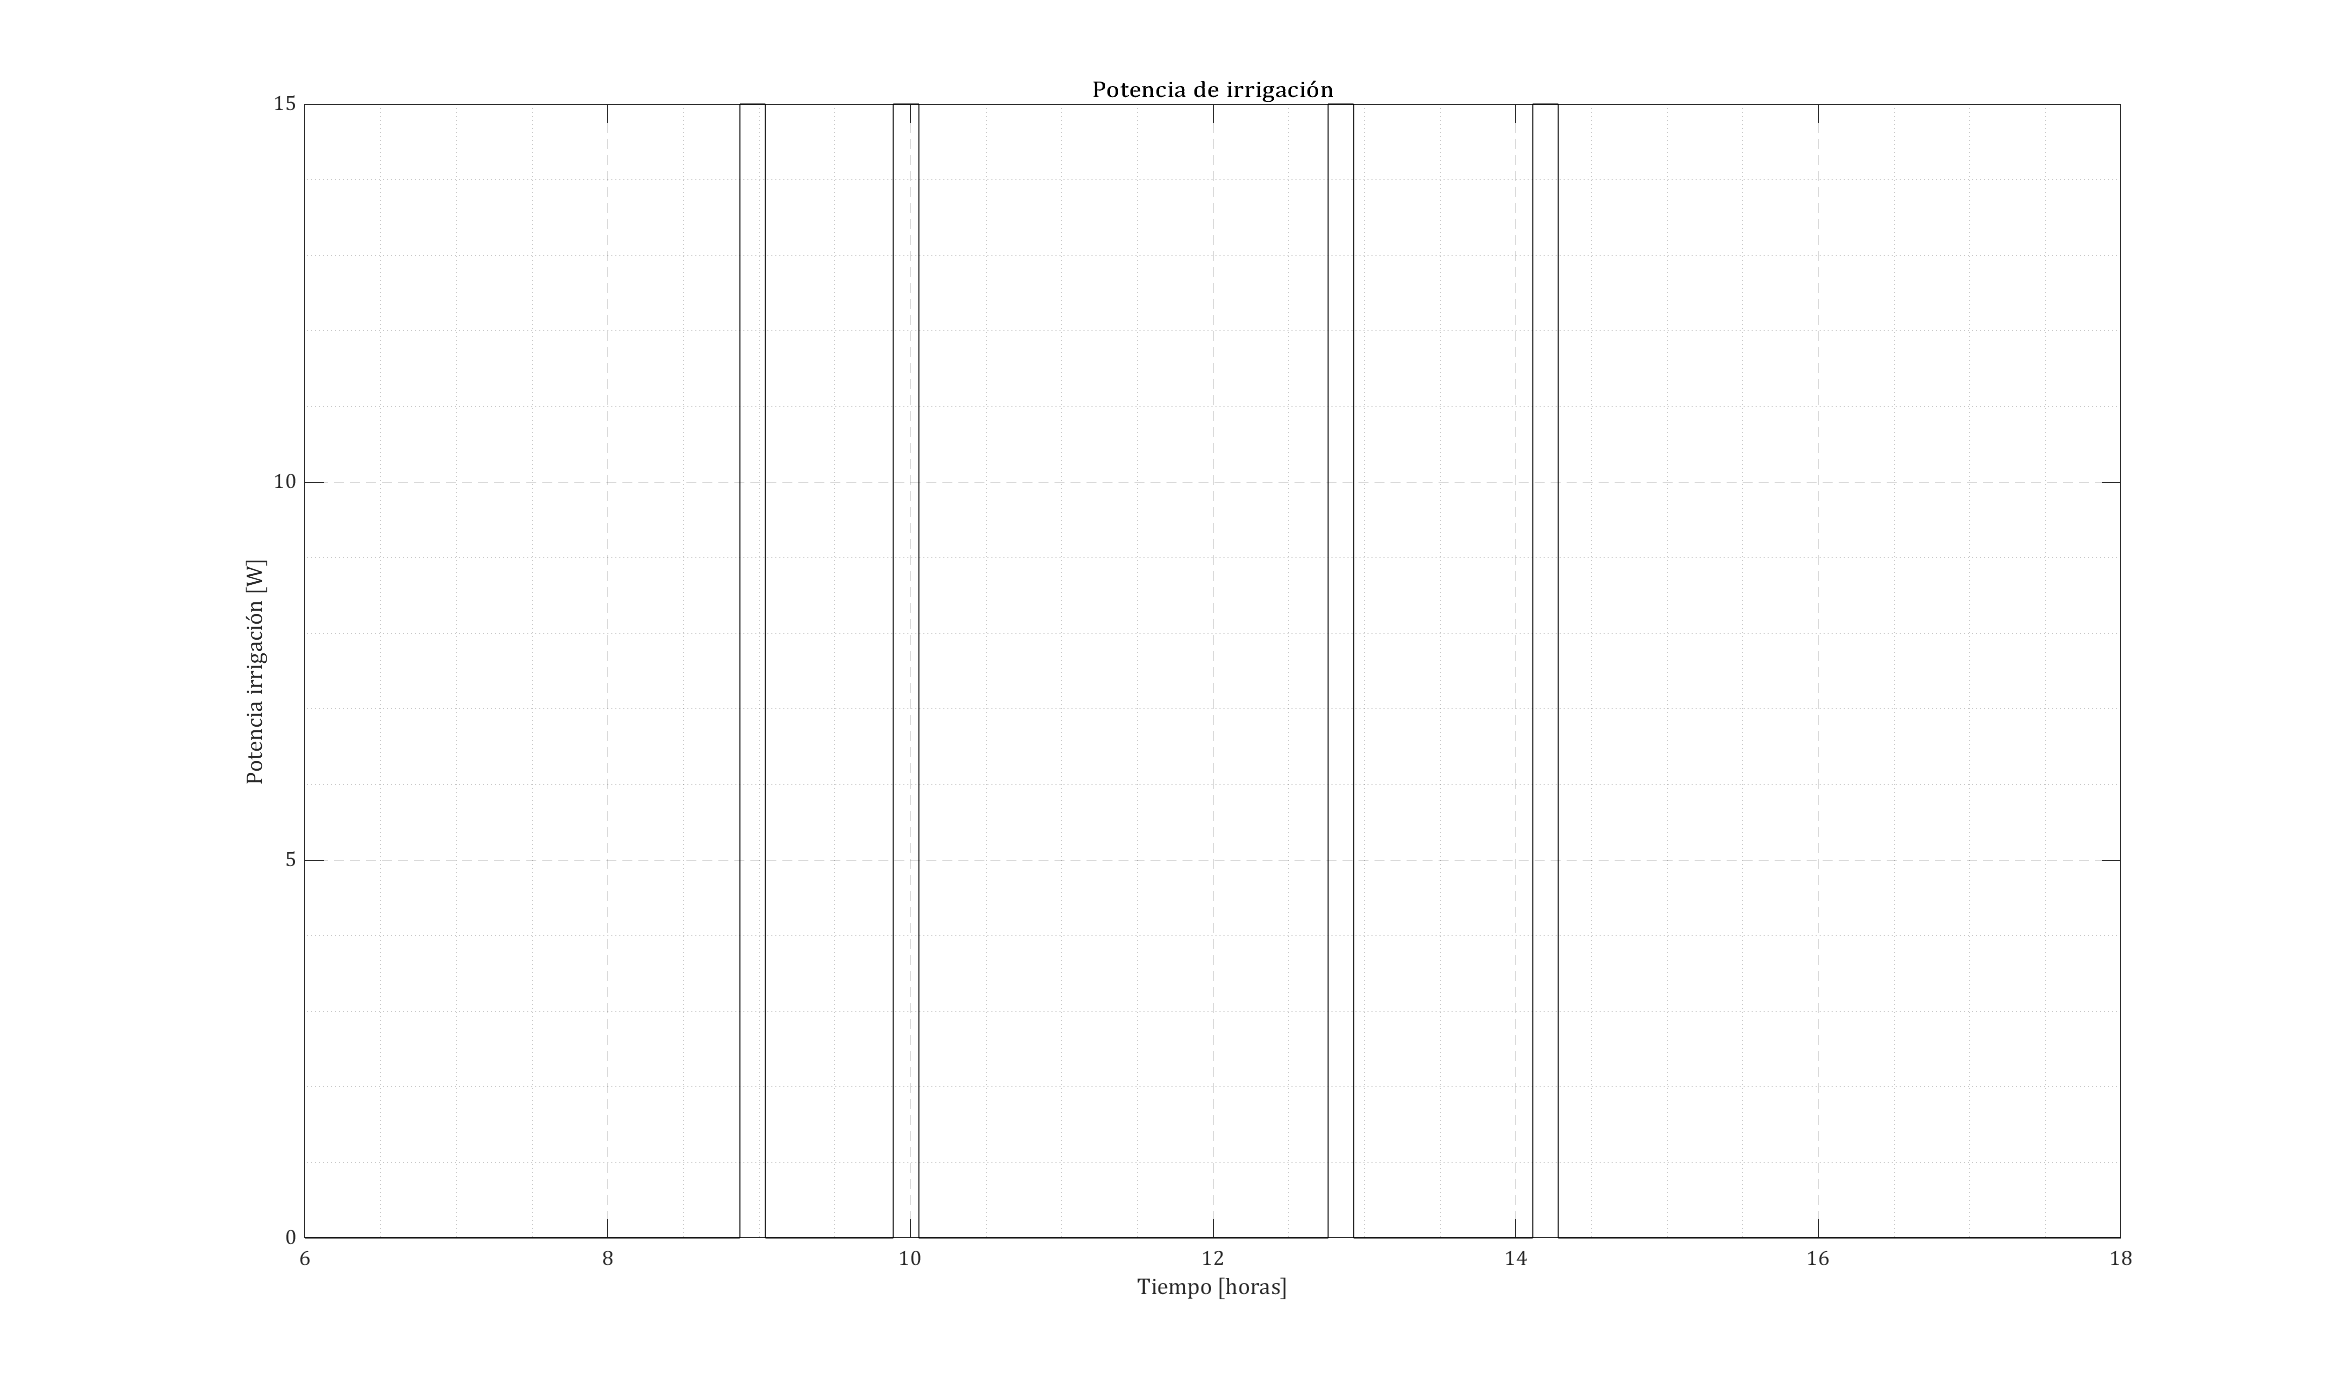 Potencia de irrigación
15
10
5
0
Potencia irrigación [W]
6 8 10 12 14 16 18
Tiempo [horas]